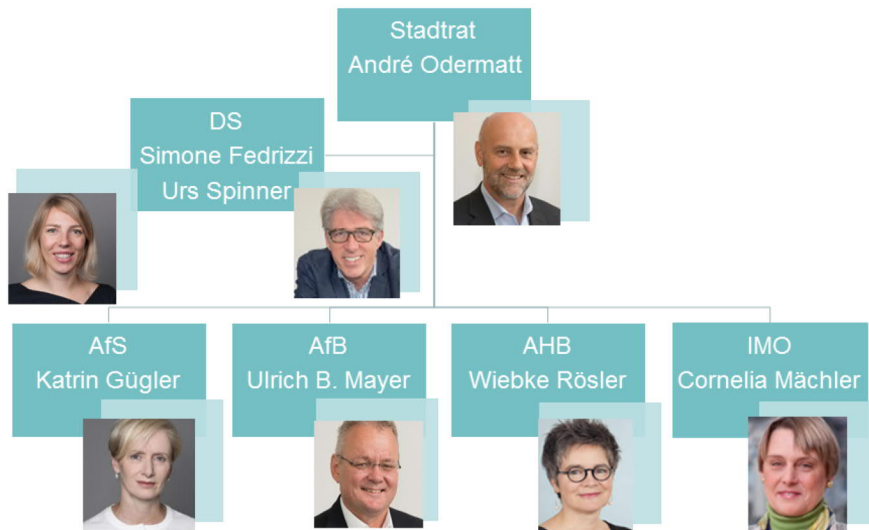 Stadtrat
André Odermatt
DS
Simone Fedrizzi
Urs Spinner
AfS
Katrin Gügler
AfB
Ulrich B. Mayer
AHB
Wiebke Rösler
IMO
Cornelia Mächler